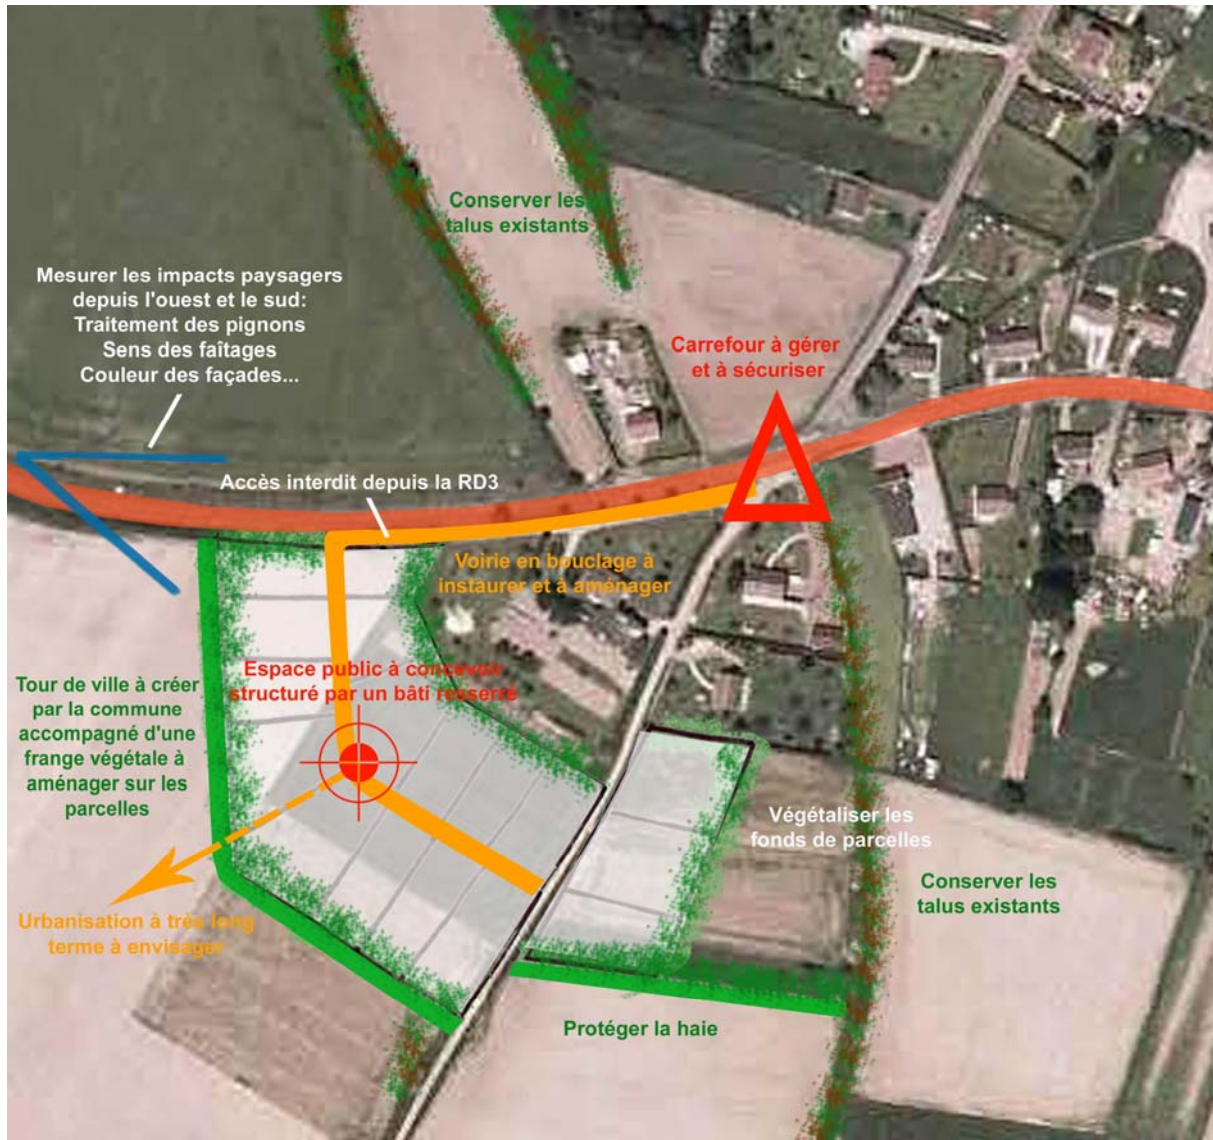 Conserver les
talus existants
Mesurer les impacts paysagers
depuis l'ouest et le sud:
Traitement des pignons
Sens des faîtages
Couleur des façades...
Carrefour à gérer
et à sécuriser
Accès interdit depuis la RD3
Voirie en bouclage à
instaurer et à aménager
Espace public à concevoir
structuré par un bâti resserré
Tour de ville à créer
par la commune
accompagné d'une
frange végétale à
aménager sur les
parcelles
Végétaliser les
fonds de parcelles
Conserver les
talus existants
Urbanisation à très long
terme à envisager
Protéger la haie